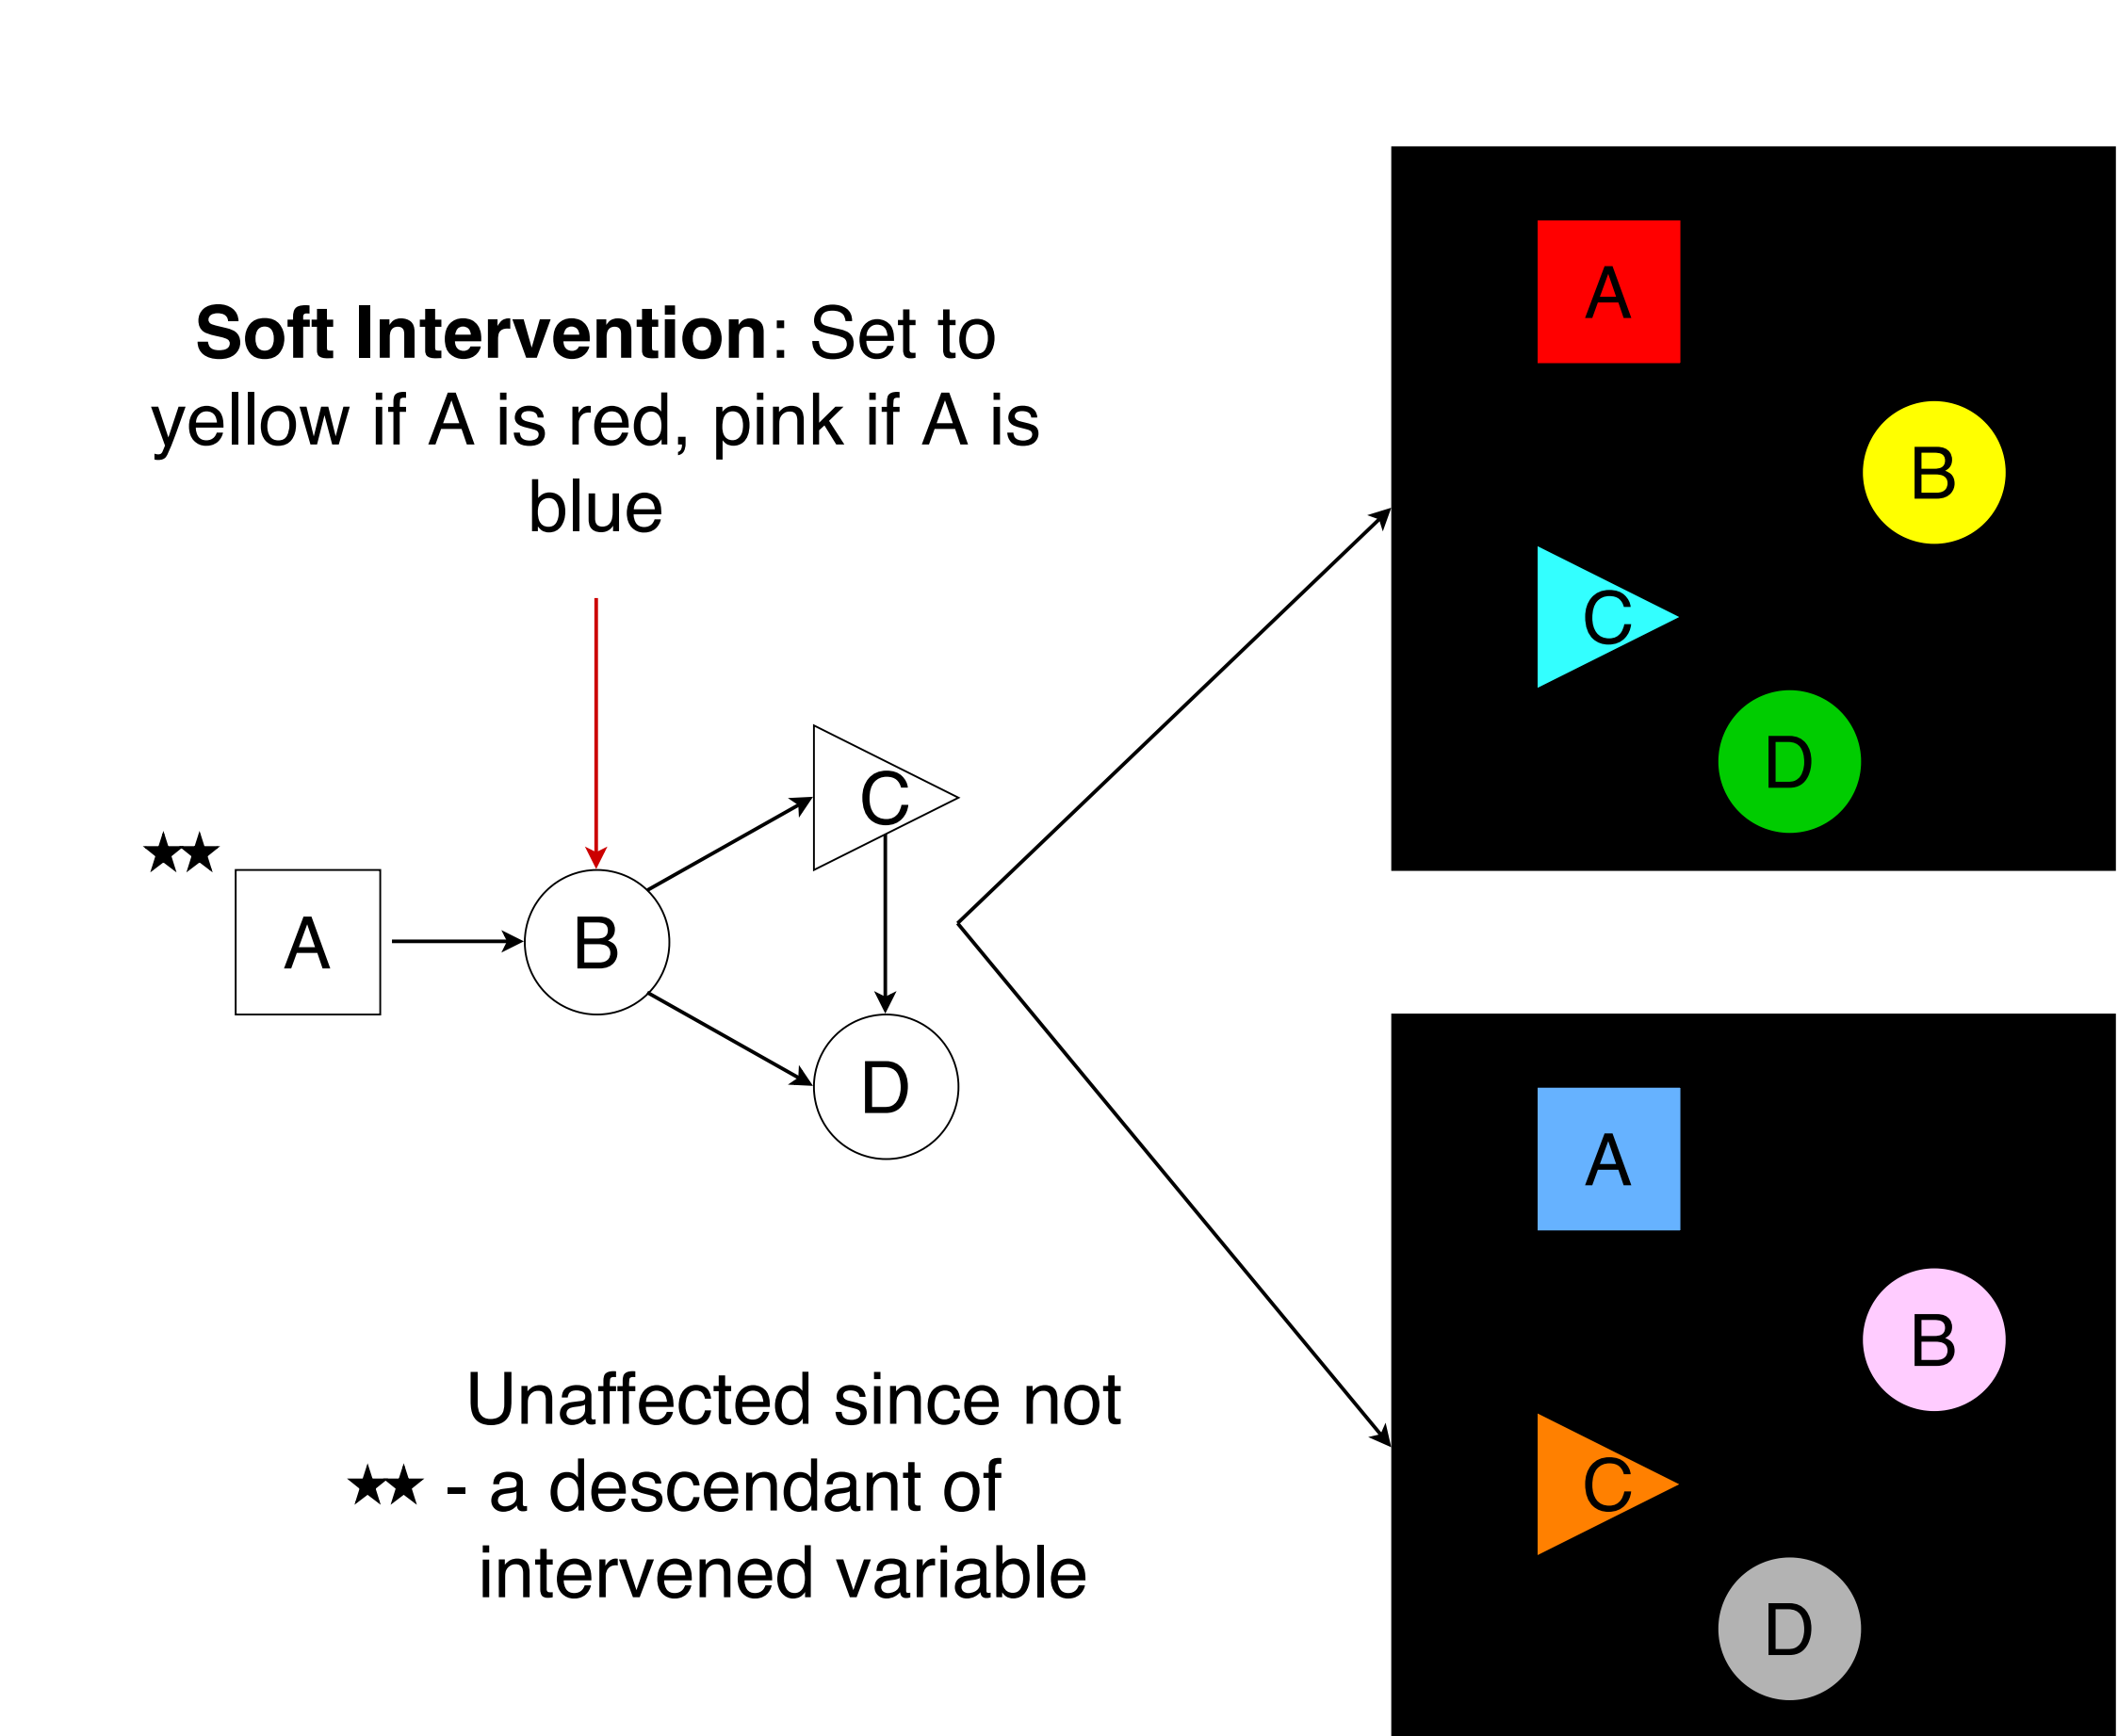 Soft Intervention: Set to
yellow if A is red, pink if A is
blue
A
B
C
D
A
B
C
D
A
B
C
D
Unaffected since not
★★ - a descendant of
intervened variable